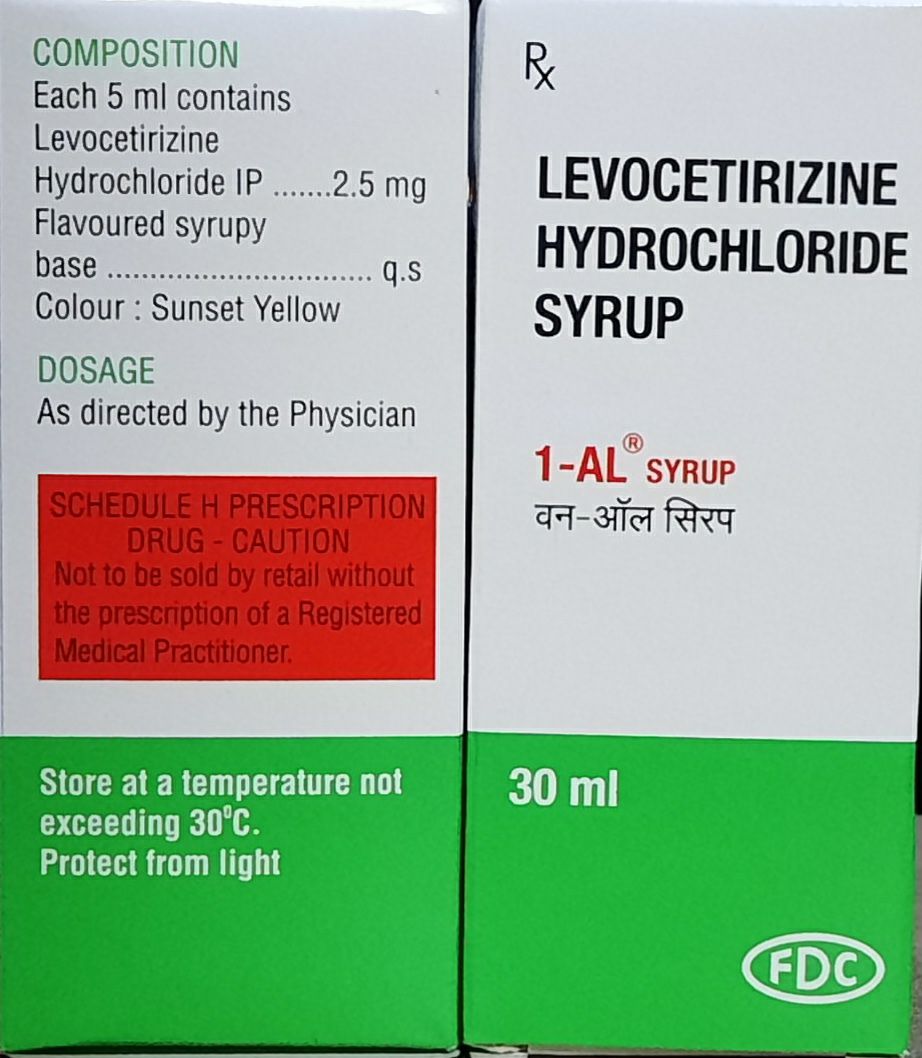 COMPOSITION
Each 5 ml contains
Levocetirizine
Hydrochloride IP .......2.5 mg
Flavoured syrupy
base ............................... q.s
Colour : Sunset Yellow
DOSAGE
As directed by the Physician
SCHEDULE H PRESCRIPTION
DRUG - CAUTION
Not to be sold by retail without
the prescription of a Registered
Medical Practitioner.
Store at a temperature not
exceeding 30⁰C.
Protect from light
Rx
LEVOCETIRIZINE
HYDROCHLORIDE
SYRUP
1-AL® SYRUP
वन-ऑल सिरप
30 ml
FDC